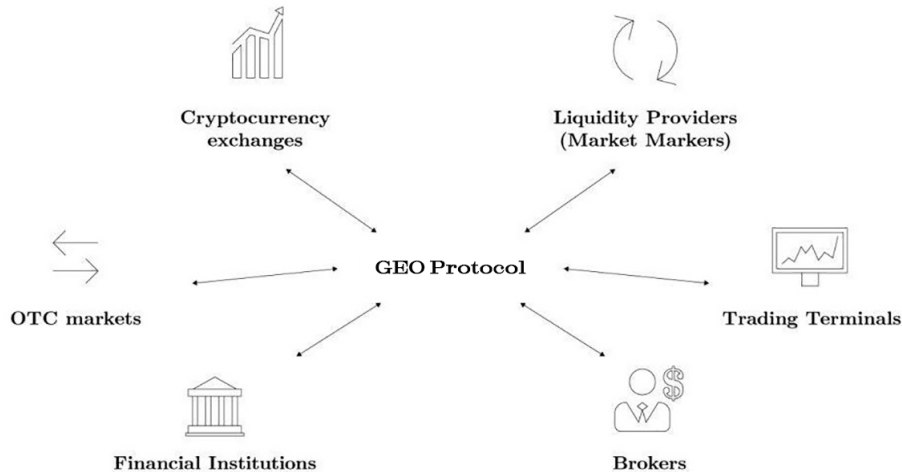 Cryptocurrency
exchanges
Liquidity Providers
(Market Markers)
GEO Protocol
OTC markets
Trading Terminals
$
Financial Institutions
Brokers